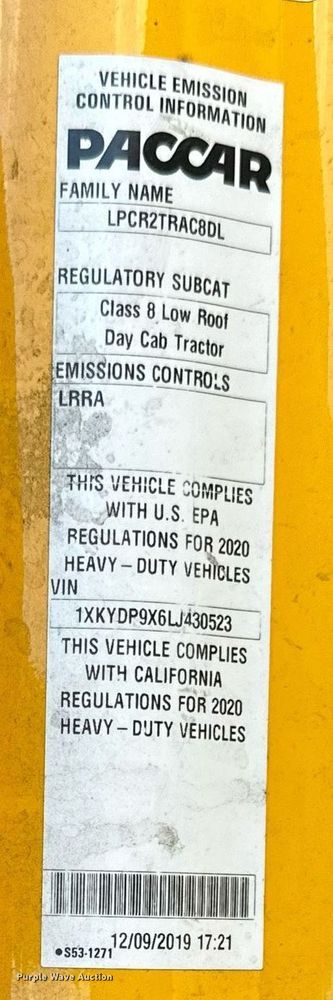 VEHICLE EMISSION
CONTROL INFORMATION
PACCAR
FAMILY NAME
LPCR2TRAC8DL
REGULATORY SUBCAT
Class 8 Low Roof
Day Cab Tractor
EMISSIONS CONTROLS
LRRA
THIS VEHICLE COMPLIES
WITH U.S. EPA
REGULATIONS FOR 2020
HEAVY – DUTY VEHICLES
VIN
1XKYDP9X6LJ430523
THIS VEHICLE COMPLIES
WITH CALIFORNIA
REGULATIONS FOR 2020
HEAVY – DUTY VEHICLES
●S53-1271 12/09/2019 17:21
Purple Wave Auction